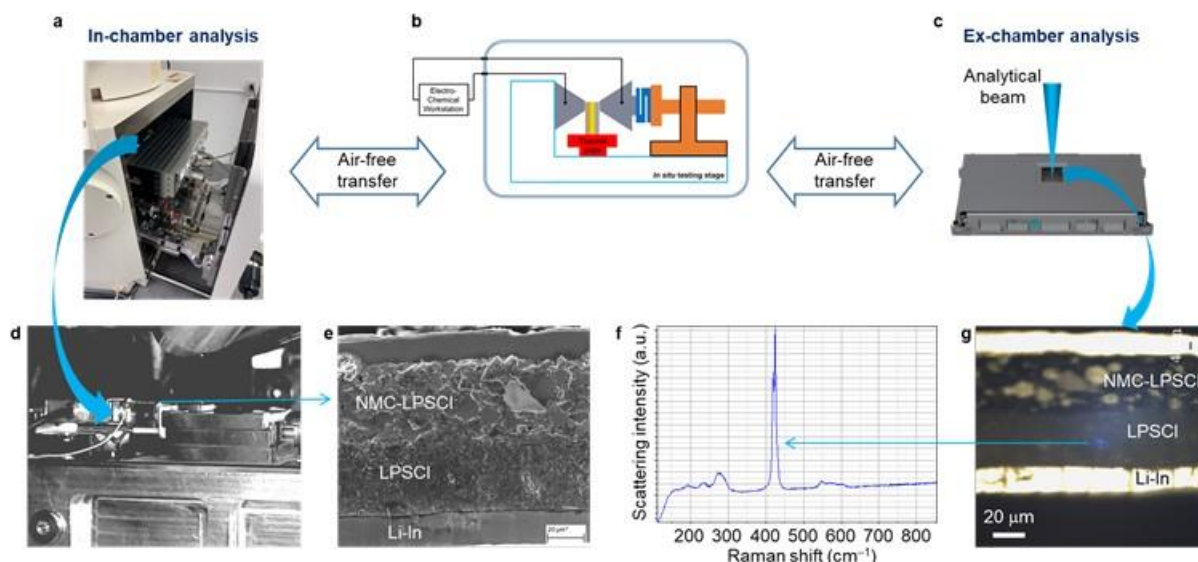 a
In-chamber analysis
b
c
Ex-chamber analysis
Electro-
Chemical
Workstation
In situ testing stage
Analytical
beam
Air-free
transfer
Air-free
transfer
d
e
NMC-LPSCl
LPSCl
Li-In
20 µm
f
Scattering intensity (a.u.)
200 300 400 500 600 700 800
Raman shift (cm⁻¹)
g
NMC-LPSCl
LPSCl
Li-In
20 µm